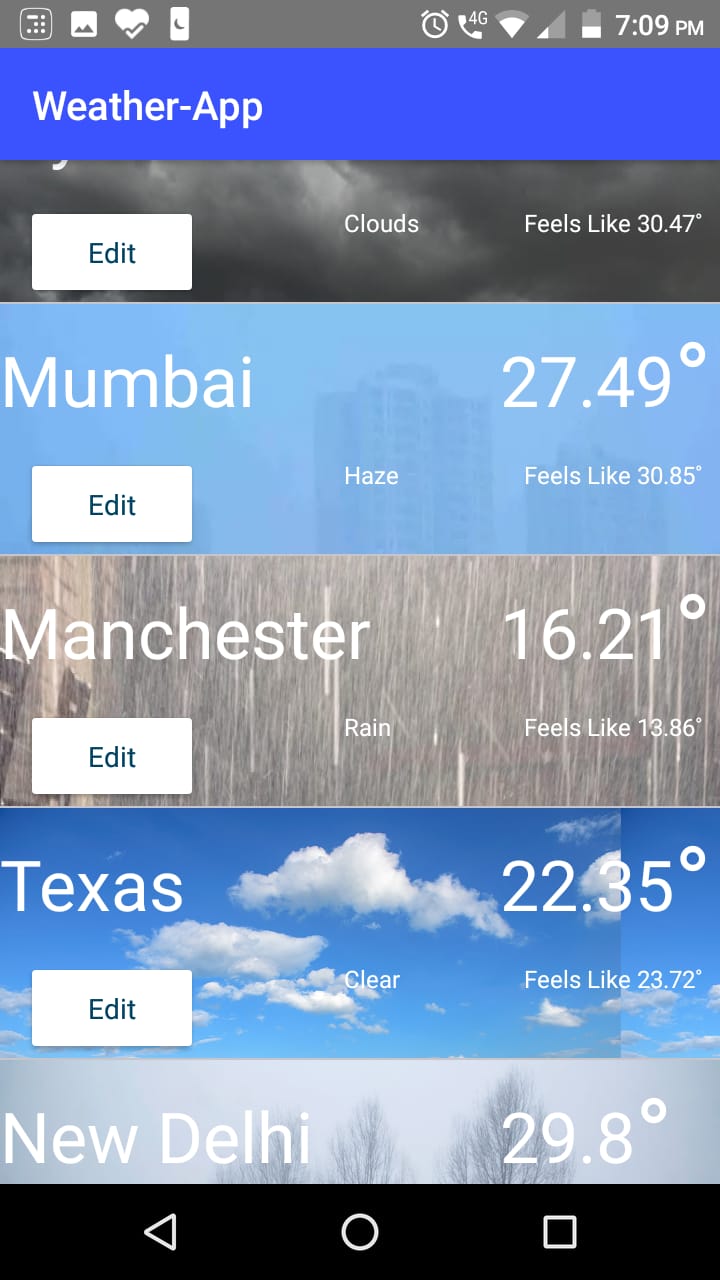 4G 7:09 PM
Weather-App
Clouds Feels Like 30.47°
Edit
Mumbai 27.49°
Haze Feels Like 30.85°
Edit
Manchester 16.21°
Rain Feels Like 13.86°
Edit
Texas 22.35°
Clear Feels Like 23.72°
Edit
New Delhi 29.8°